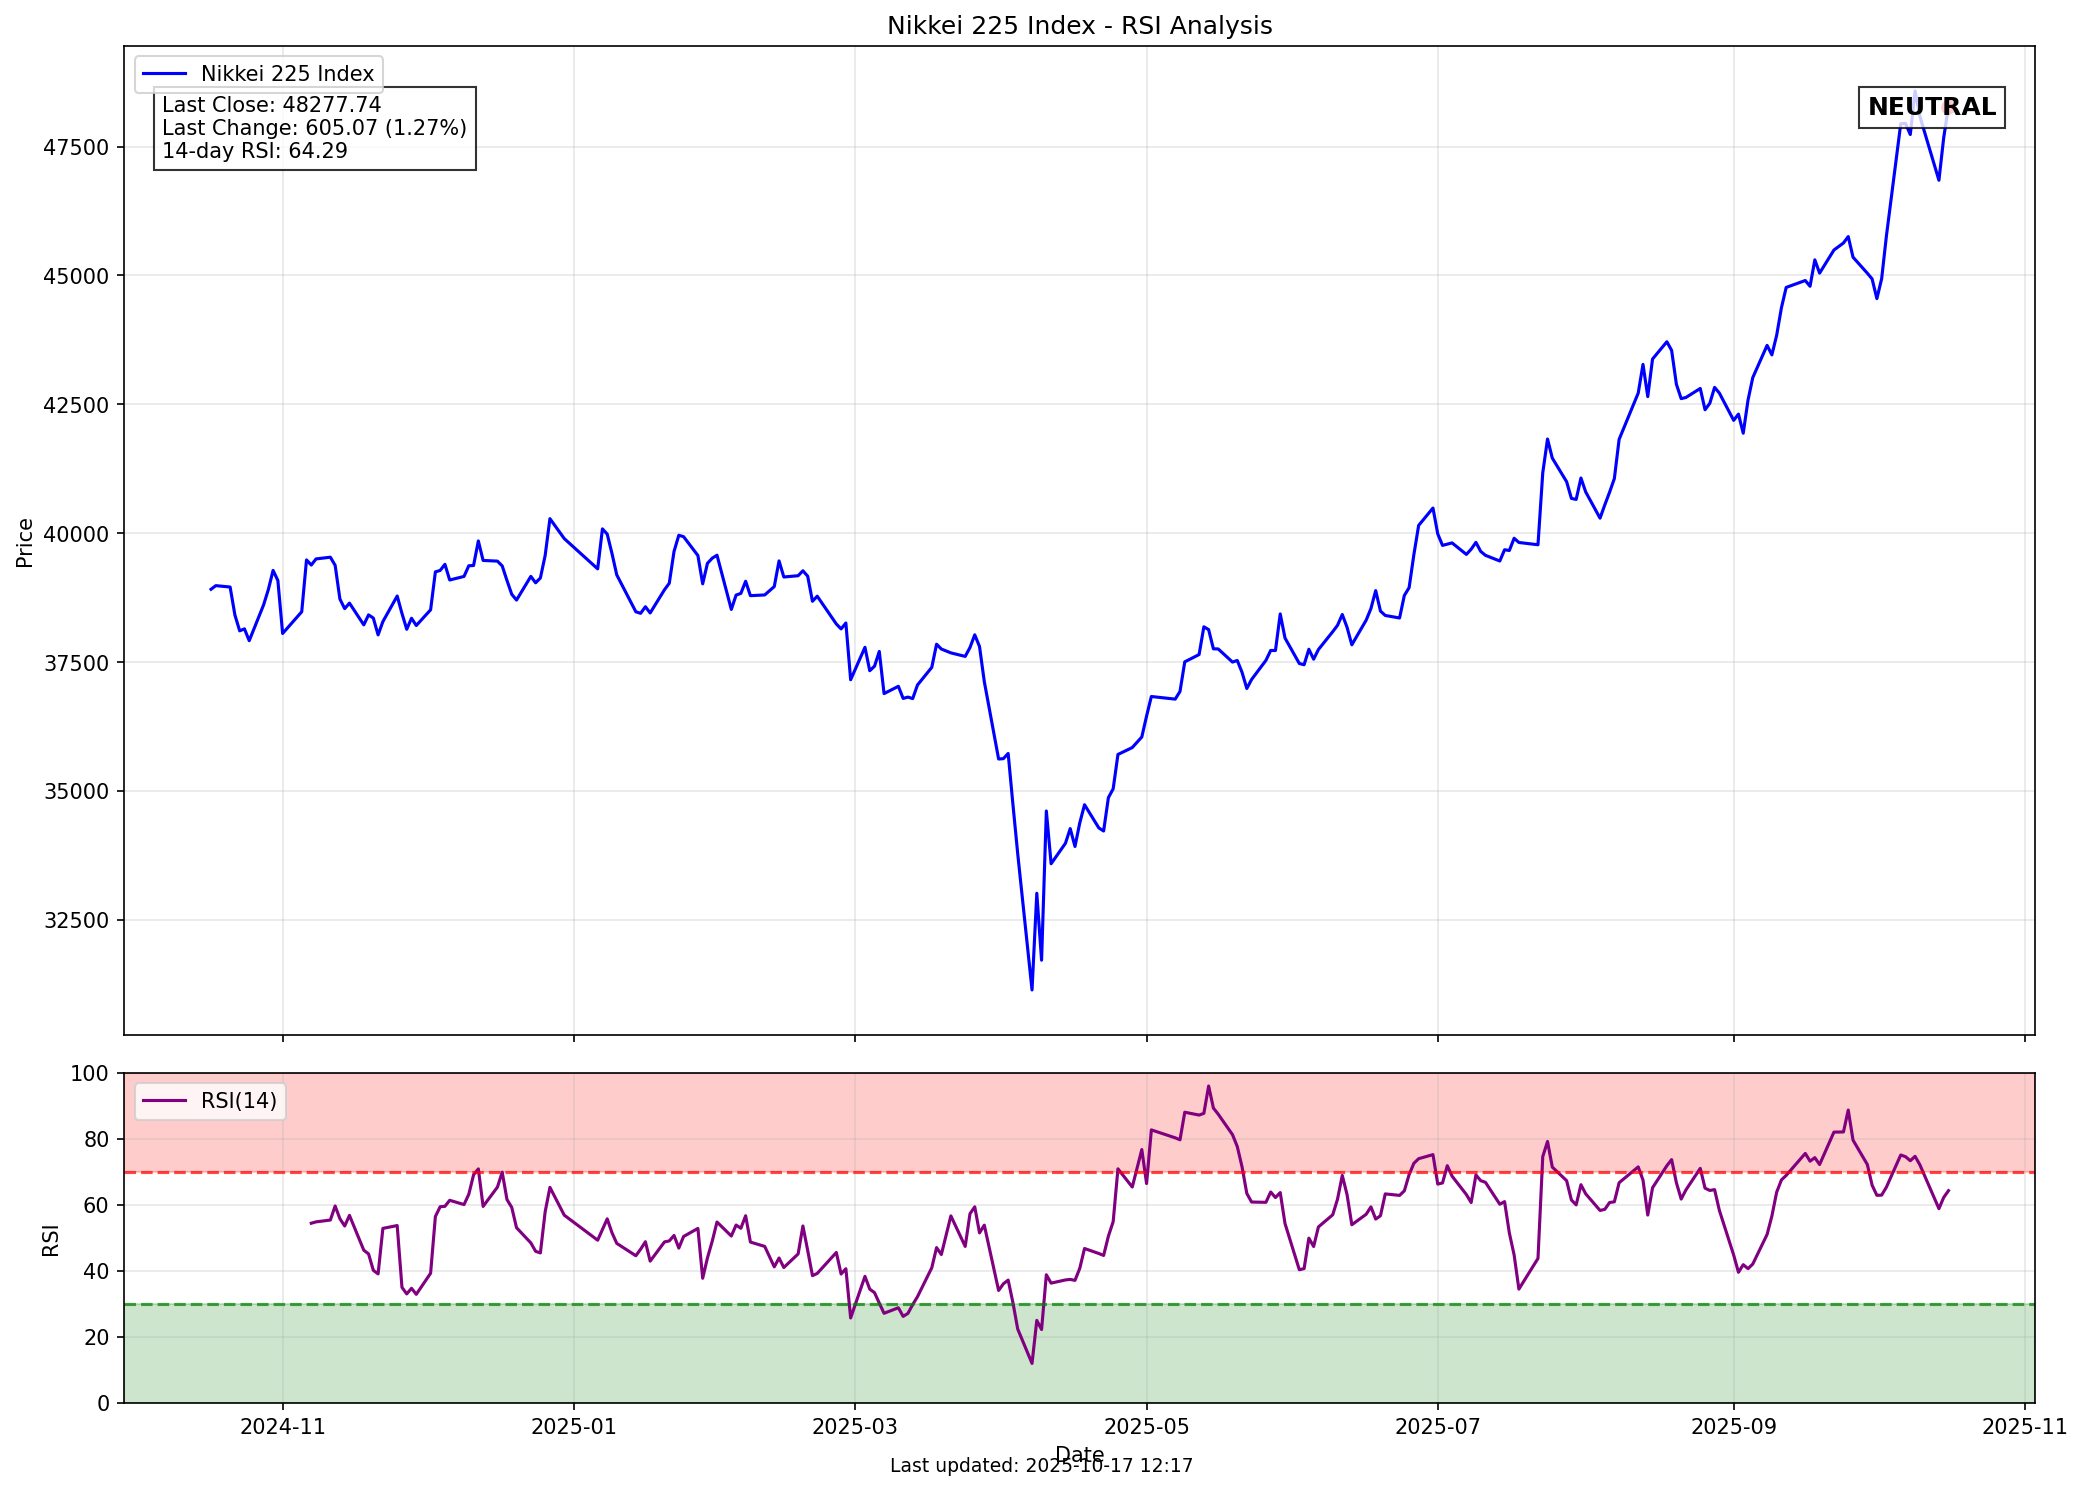 Nikkei 225 Index - RSI Analysis
Nikkei 225 Index
Last Close: 48277.74
Last Change: 605.07 (1.27%)
14-day RSI: 64.29
NEUTRAL
Price
47500
45000
42500
40000
37500
35000
32500
RSI(14)
RSI
100
80
60
40
20
0
2024-11
2025-01
2025-03
2025-05
2025-07
2025-09
2025-11
Date
Last updated: 2025-10-17 12:17